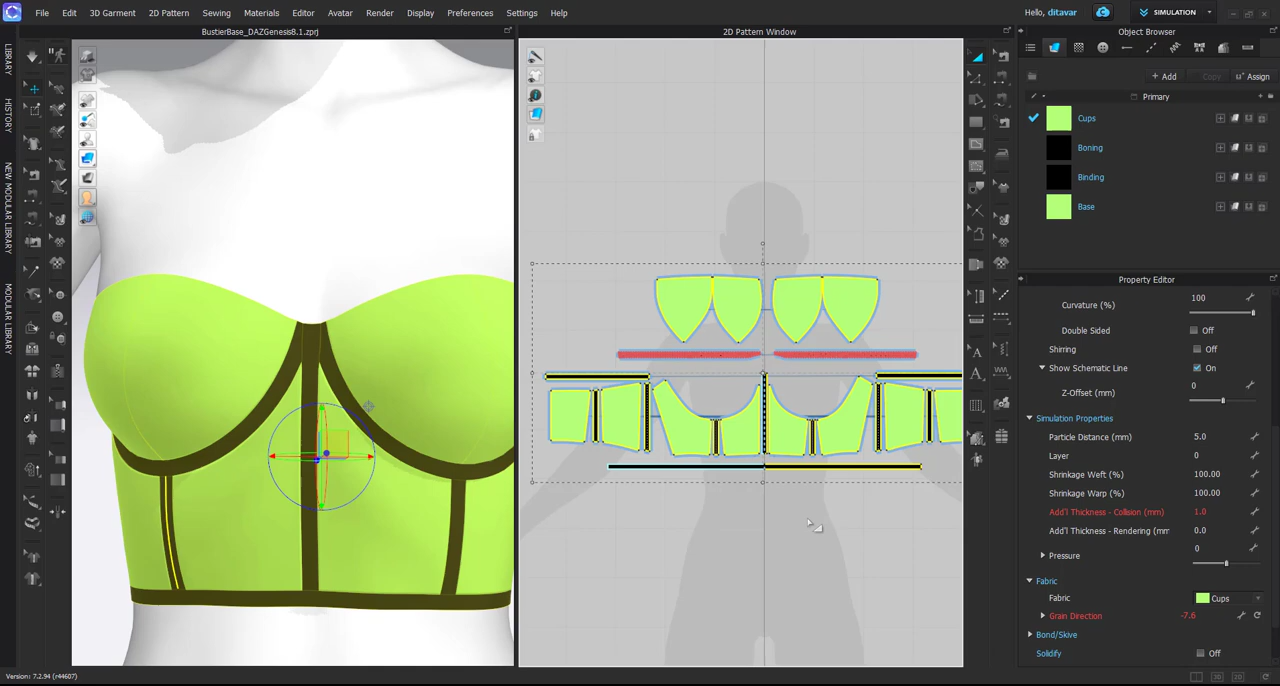 File Edit 3D Garment 2D Pattern Sewing Materials Editor Avatar Render Display Preferences Settings Help
Hello, ditavar
SIMULATION
BustierBase_DAZGenesis8.1.zprj
2D Pattern Window
Object Browser
LIBRARY
HISTORY
NEW MODULAR LIBRARY
MODULAR LIBRARY
+ Add Copy Assign
Primary
Cups
Boning
Binding
Base
Property Editor
Curvature (%) 100
Double Sided Off
Shirring Off
Show Schematic Line On
Z-Offset (mm) 0
Simulation Properties
Particle Distance (mm) 5.0
Layer 0
Shrinkage Weft (%) 100.00
Shrinkage Warp (%) 100.00
Add'l Thickness - Collision (mm) 1.0
Add'l Thickness - Rendering (mm) 0.0
Pressure 0
Fabric
Fabric Cups
Grain Direction -7.6
Bond/Skive
Solidify Off
Version: 7.2.94 (r44607)
3D 2D